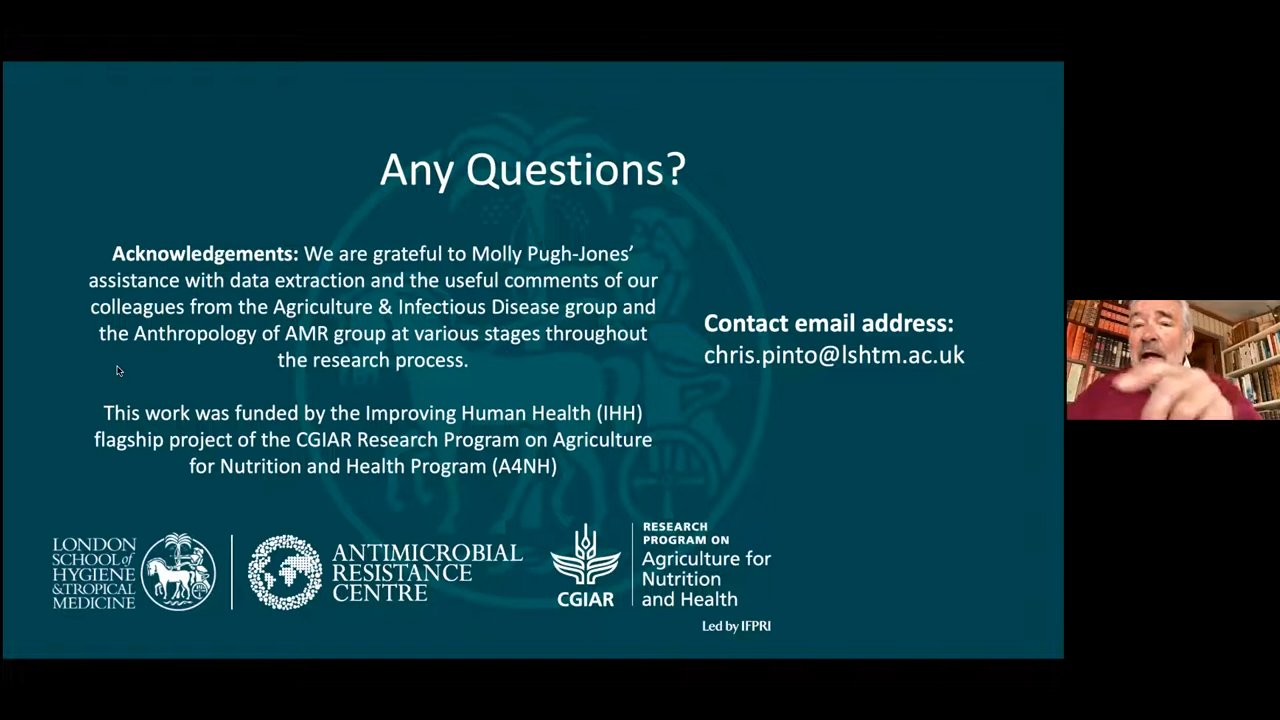 Any Questions?
Acknowledgements: We are grateful to Molly Pugh-Jones’
assistance with data extraction and the useful comments of our
colleagues from the Agriculture & Infectious Disease group and
the Anthropology of AMR group at various stages throughout
the research process.
This work was funded by the Improving Human Health (IHH)
flagship project of the CGIAR Research Program on Agriculture
for Nutrition and Health Program (A4NH)
Contact email address:
chris.pinto@lshtm.ac.uk
LONDON
SCHOOL of
HYGIENE
& TROPICAL
MEDICINE
ANTIMICROBIAL
RESISTANCE
CENTRE
CGIAR
RESEARCH
PROGRAM ON
Agriculture for
Nutrition
and Health
Led by IFPRI